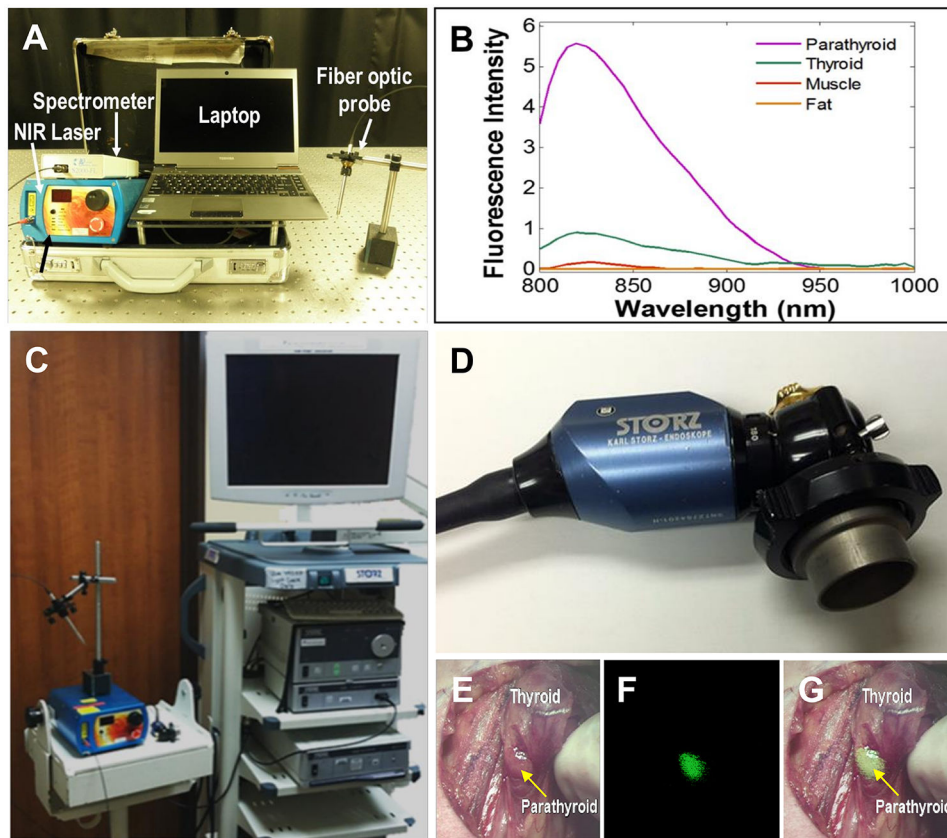 A
Spectrometer
NIR Laser
Laptop
Fiber optic
probe
TOSHIBA
B
Fluorescence Intensity
6
5
4
3
2
1
0
800
850
900
950
1000
Wavelength (nm)
Parathyroid
Thyroid
Muscle
Fat
C
STORZ
D
STORZ
KARL STORZ - ENDOSKOPE
E
Thyroid
Parathyroid
F
G
Thyroid
Parathyroid